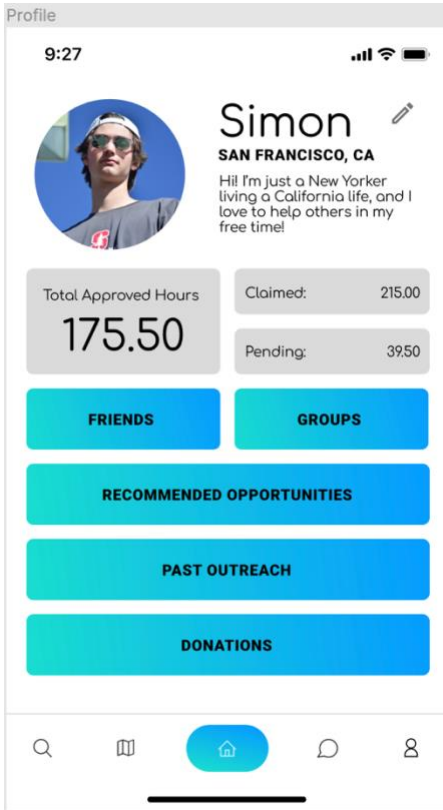 Profile
9:27
Simon
SAN FRANCISCO, CA
Hi! I'm just a New Yorker
living a California life, and I
love to help others in my
free time!
Total Approved Hours
175.50
Claimed: 215.00
Pending: 39.50
FRIENDS
GROUPS
RECOMMENDED OPPORTUNITIES
PAST OUTREACH
DONATIONS